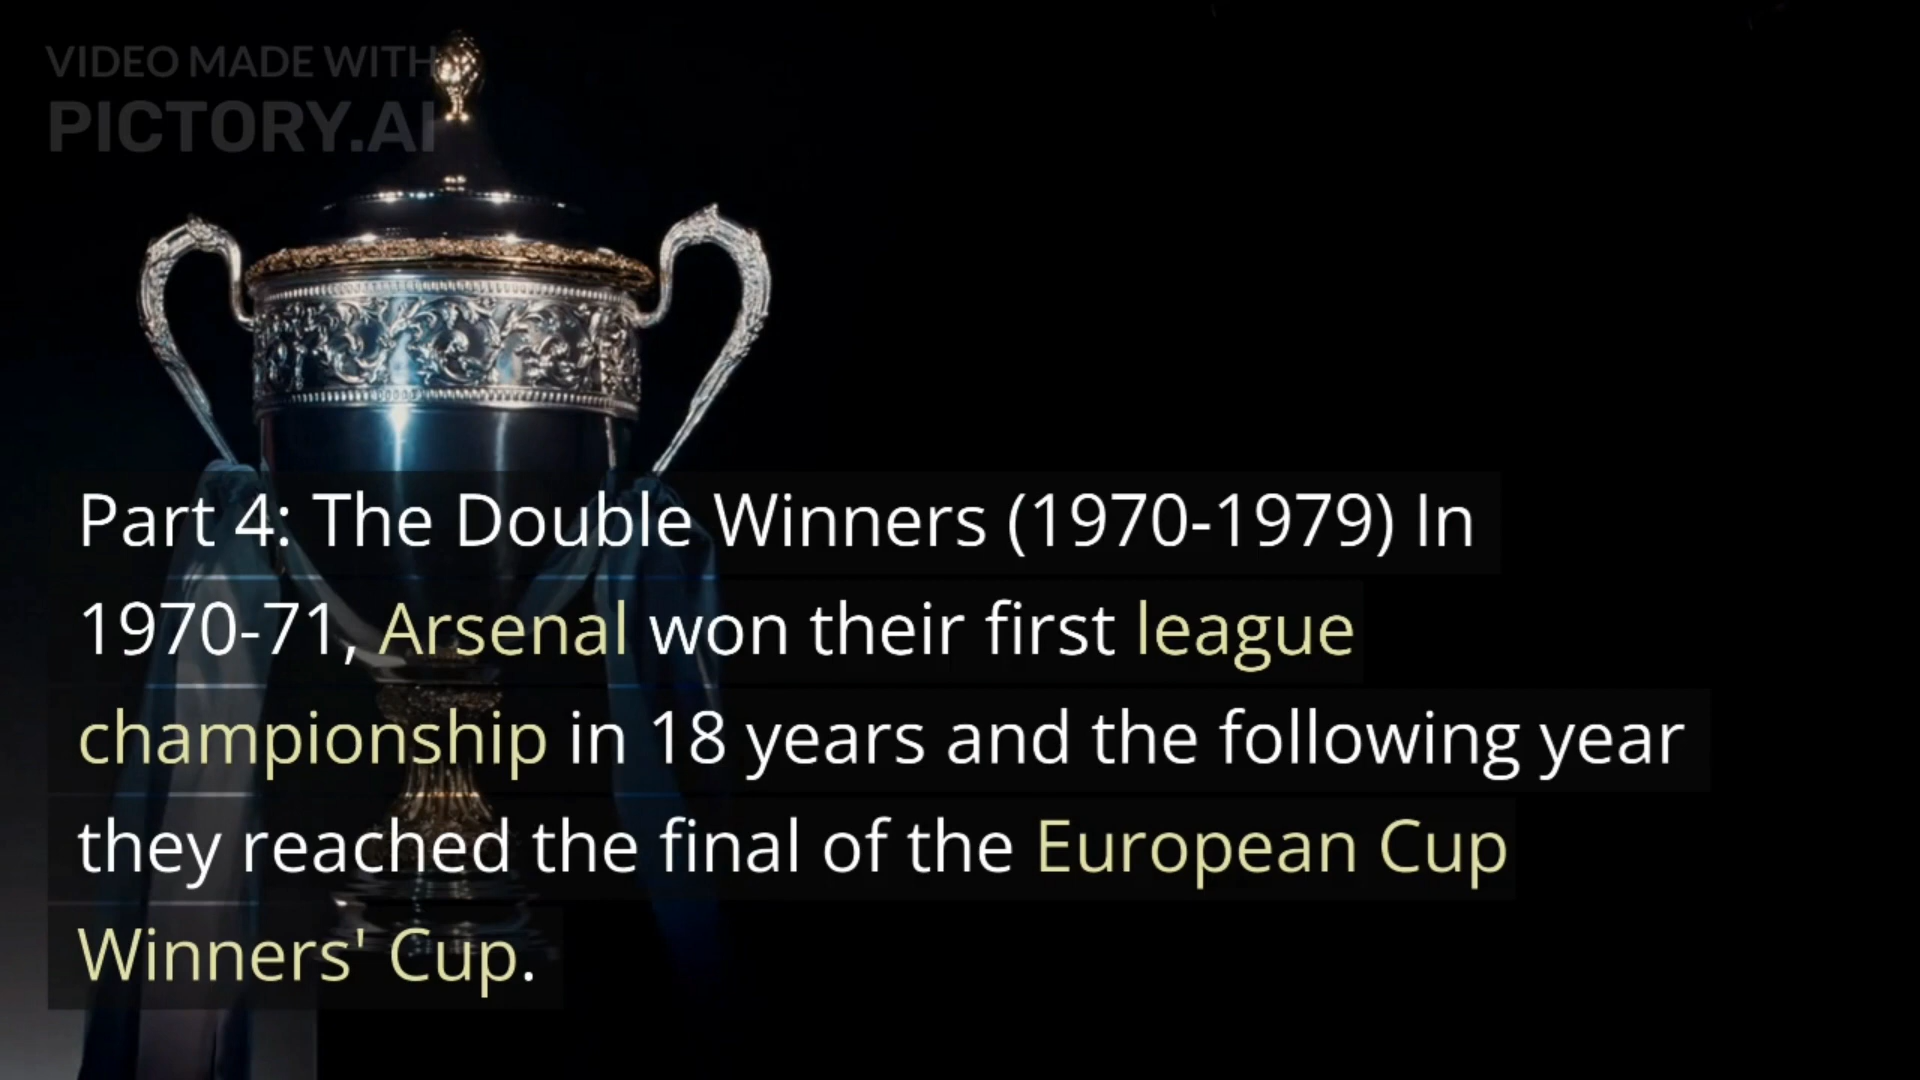 VIDEO MADE WITH
PICTORY.AI
Part 4: The Double Winners (1970-1979) In
1970-71, Arsenal won their first league
championship in 18 years and the following year
they reached the final of the European Cup
Winners' Cup.